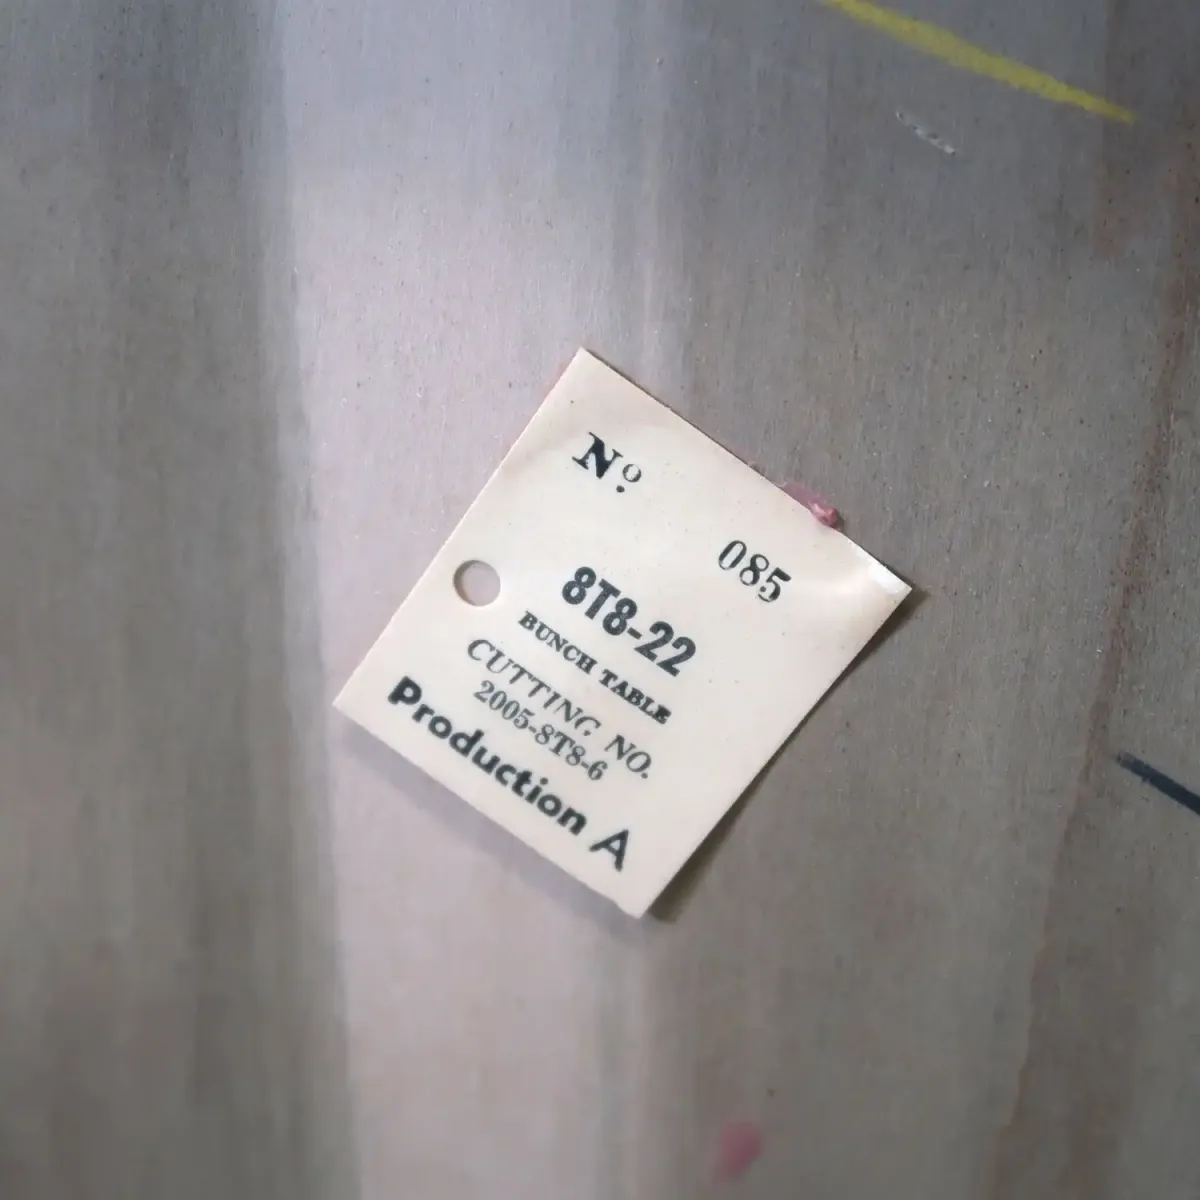 Nº
085
8T8-22
BUNCH TABLE
CUTTING NO.
2005-8T8-6
Production A